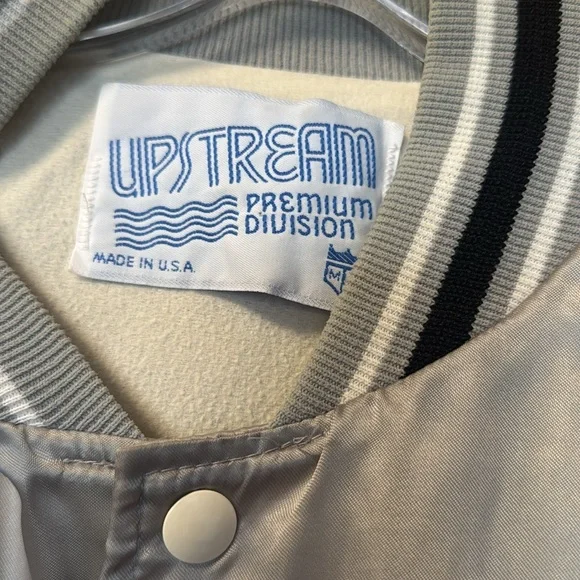 UPSTREAM
PREMIUM
DIVISION
MADE IN U.S.A.
M